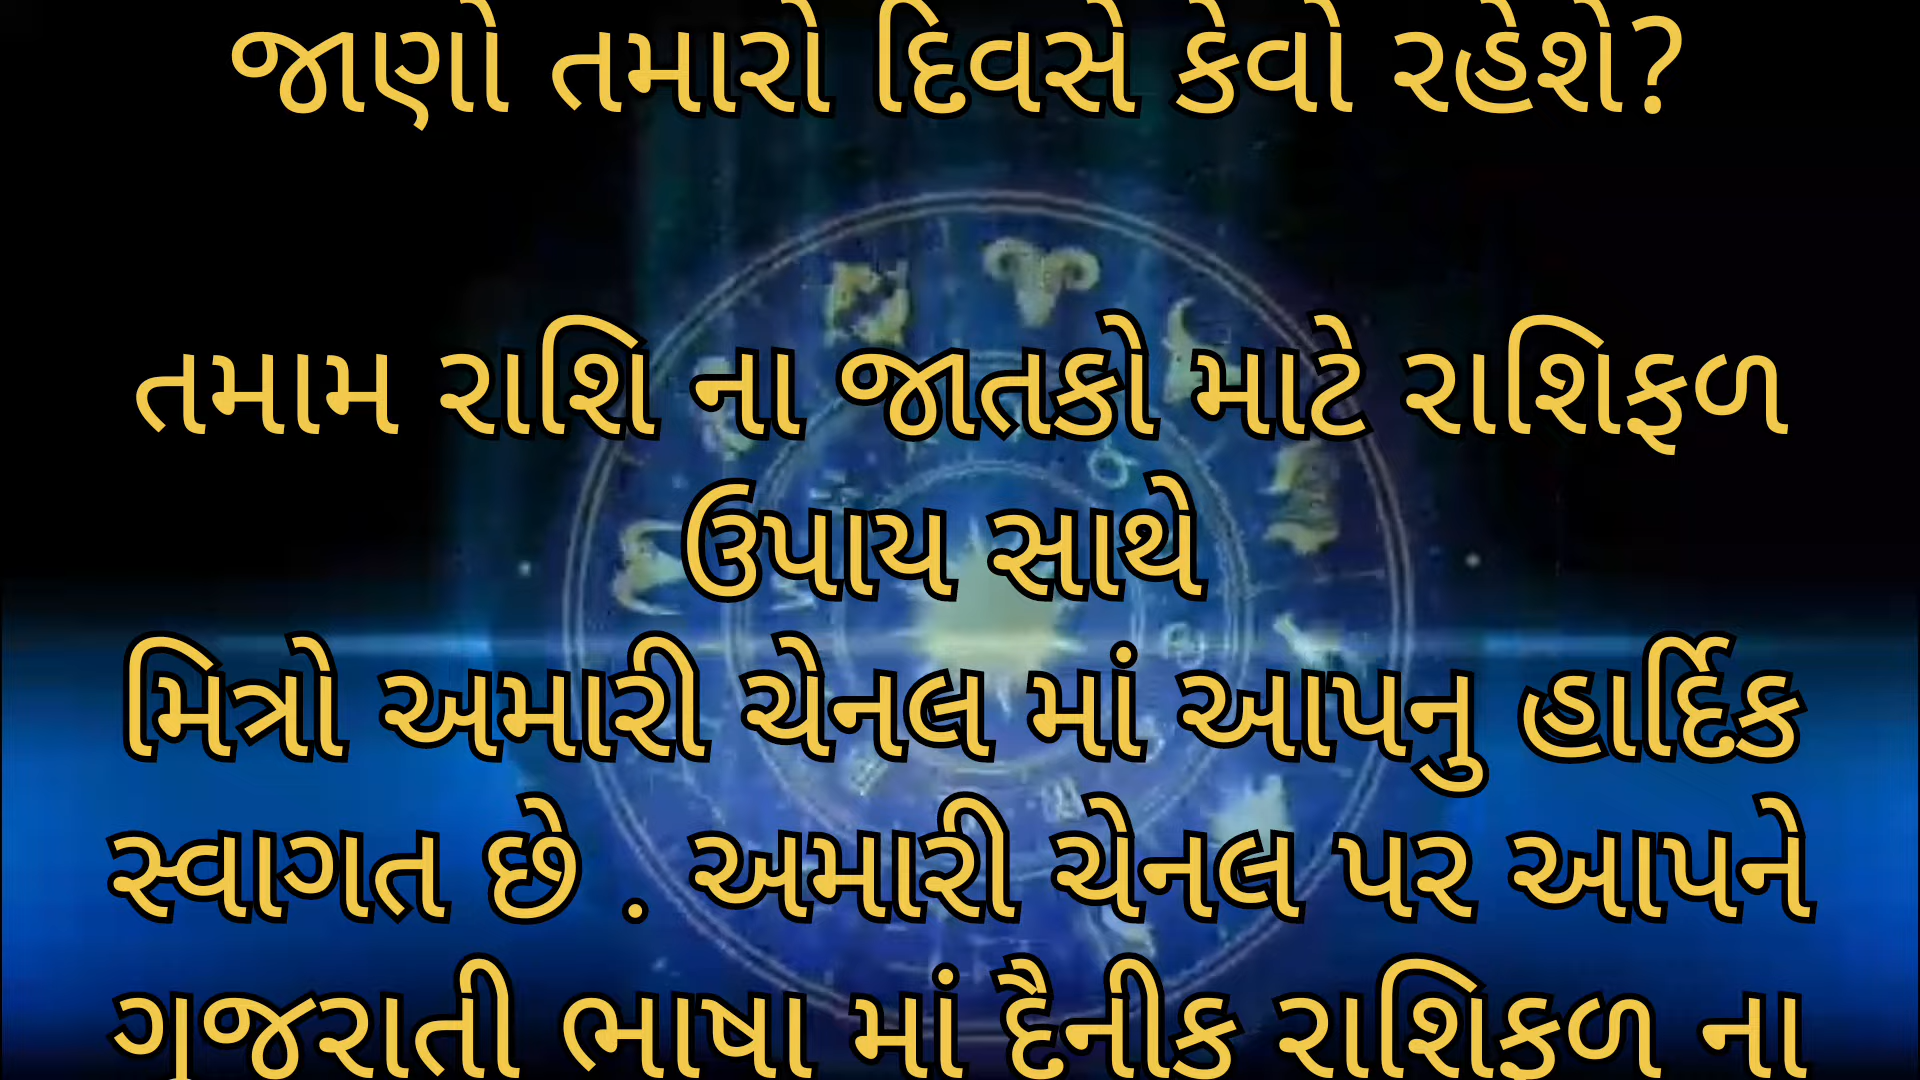 જાણો તમારો દિવસે કેવો રહેશે?
તમામ રાશિ ના જાતકો માટે રાશિફળ
ઉપાય સાથે
મિત્રો અમારી ચેનલ માં આપનુ હાર્દિક
સ્વાગત છે . અમારી ચેનલ પર આપને
ગુજરાતી ભાષા માં દૈનીક રાશિફળ ના